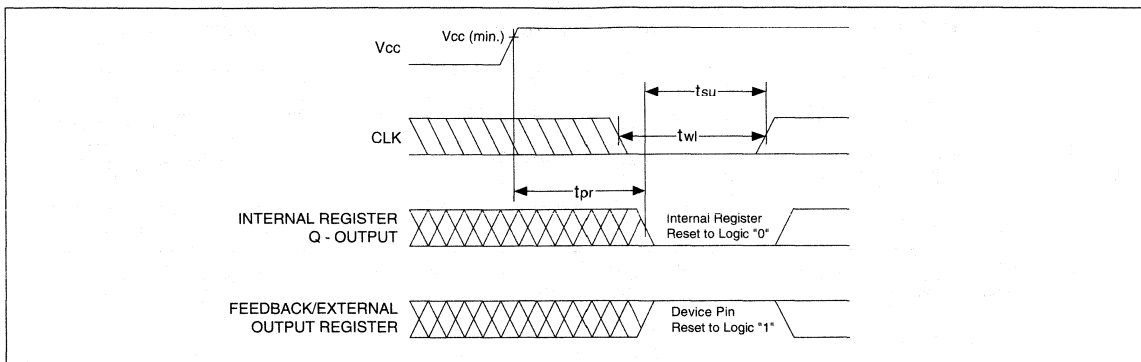 Vcc
Vcc (min.)
tsu
CLK
twl
tpr
INTERNAL REGISTER
Q - OUTPUT
Internal Register
Reset to Logic "0"
FEEDBACK/EXTERNAL
OUTPUT REGISTER
Device Pin
Reset to Logic "1"